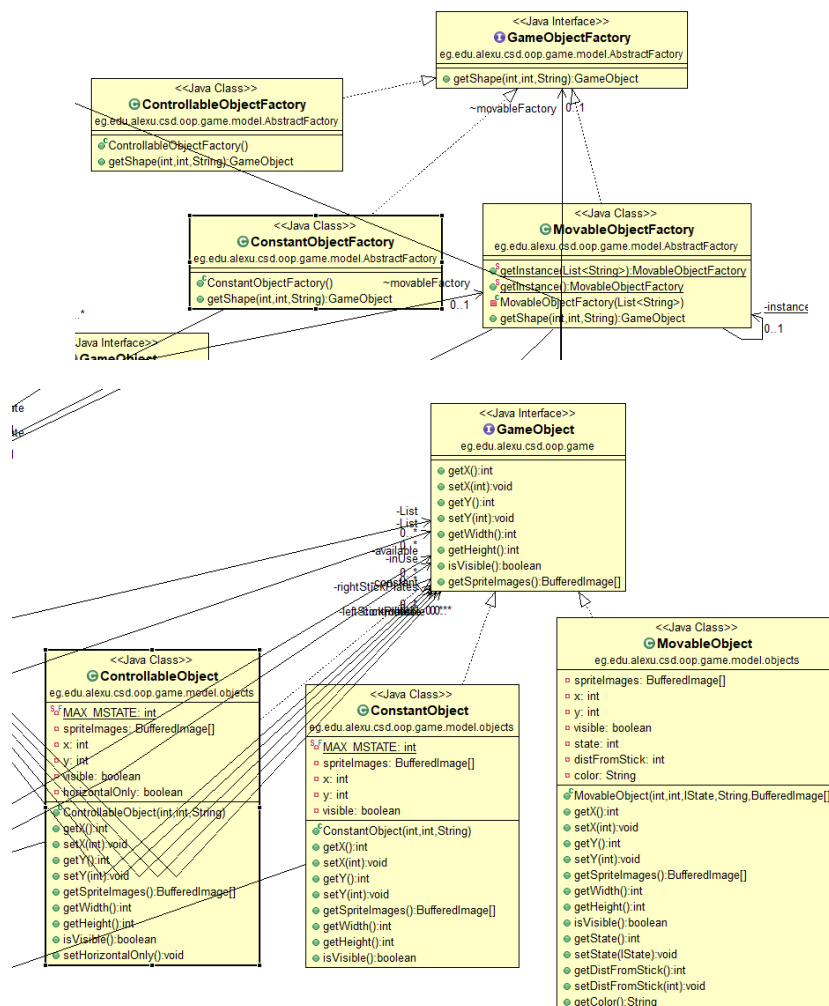 <<Java Interface>>
GameObjectFactory
eg.edu.alexu.csd.oop.game.model.AbstractFactory
getShape(int,int,String):GameObject
<<Java Class>>
ControllableObjectFactory
eg.edu.alexu.csd.oop.game.model.AbstractFactory
ControllableObjectFactory()
getShape(int,int,String):GameObject
~movableFactory 0..1
<<Java Class>>
ConstantObjectFactory
eg.edu.alexu.csd.oop.game.model.AbstractFactory
ConstantObjectFactory()
getShape(int,int,String):GameObject
~movableFactory
0..1
<<Java Class>>
MovableObjectFactory
eg.edu.alexu.csd.oop.game.model.AbstractFactory
getInstance(List<String>):MovableObjectFactory
getInstance():MovableObjectFactory
MovableObjectFactory(List<String>)
getShape(int,int,String):GameObject
-instance
0..1
..*
Java Interface>>
GameObject
<<Java Interface>>
GameObject
eg.edu.alexu.csd.oop.game
getX():int
setX(int):void
getY():int
setY(int):void
getWidth():int
getHeight():int
isVisible():boolean
getSpriteImages():BufferedImage[]
-List
-List
0..*
-available
-inUse
-constant
-rightStickPlates
<<Java Class>>
ControllableObject
eg.edu.alexu.csd.oop.game.model.objects
MAX_MSTATE: int
spriteImages: BufferedImage[]
x: int
y: int
visible: boolean
horizontalOnly: boolean
ControllableObject(int,int,String)
getX():int
setX(int):void
getY():int
setY(int):void
getSpriteImages():BufferedImage[]
getWidth():int
getHeight():int
isVisible():boolean
setHorizontalOnly():void
<<Java Class>>
ConstantObject
eg.edu.alexu.csd.oop.game.model.objects
MAX_MSTATE: int
spriteImages: BufferedImage[]
x: int
y: int
visible: boolean
ConstantObject(int,int,String)
getX():int
setX(int):void
getY():int
setY(int):void
getSpriteImages():BufferedImage[]
getWidth():int
getHeight():int
isVisible():boolean
<<Java Class>>
MovableObject
eg.edu.alexu.csd.oop.game.model.objects
spriteImages: BufferedImage[]
x: int
y: int
visible: boolean
state: int
distFromStick: int
color: String
MovableObject(int,int,IState,String,BufferedImage[]
getX():int
setX(int):void
getY():int
setY(int):void
getSpriteImages():BufferedImage[]
getWidth():int
getHeight():int
isVisible():boolean
getState():int
setState(IState):void
getDistFromStick():int
setDistFromStick(int):void
getColor():String